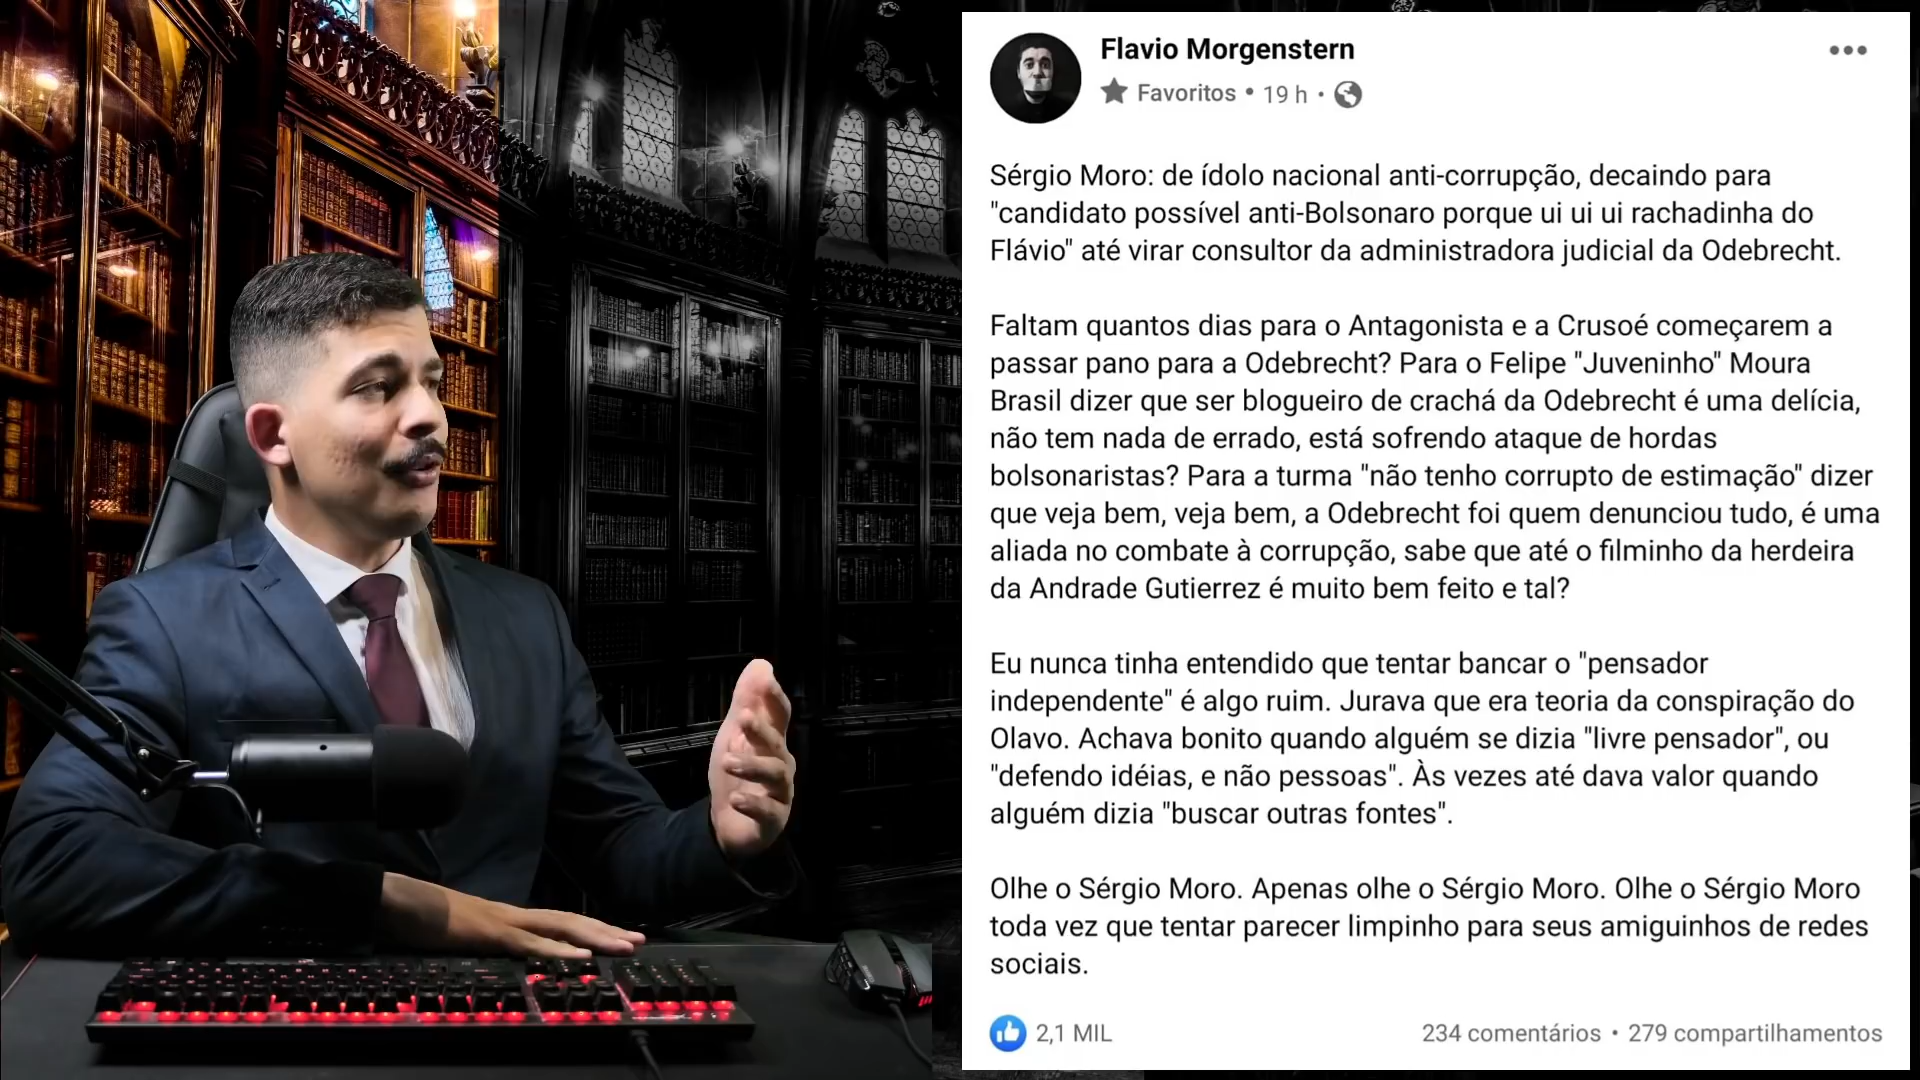 Flavio Morgenstern
Favoritos • 19 h •
Sérgio Moro: de ídolo nacional anti-corrupção, decaindo para
"candidato possível anti-Bolsonaro porque ui ui ui rachadinha do
Flávio" até virar consultor da administradora judicial da Odebrecht.
Faltam quantos dias para o Antagonista e a Crusoé começarem a
passar pano para a Odebrecht? Para o Felipe "Juveninho" Moura
Brasil dizer que ser blogueiro de crachá da Odebrecht é uma delícia,
não tem nada de errado, está sofrendo ataque de hordas
bolsonaristas? Para a turma "não tenho corrupto de estimação" dizer
que veja bem, veja bem, a Odebrecht foi quem denunciou tudo, é uma
aliada no combate à corrupção, sabe que até o filminho da herdeira
da Andrade Gutierrez é muito bem feito e tal?
Eu nunca tinha entendido que tentar bancar o "pensador
independente" é algo ruim. Jurava que era teoria da conspiração do
Olavo. Achava bonito quando alguém se dizia "livre pensador", ou
"defendo idéias, e não pessoas". Às vezes até dava valor quando
alguém dizia "buscar outras fontes".
Olhe o Sérgio Moro. Apenas olhe o Sérgio Moro. Olhe o Sérgio Moro
toda vez que tentar parecer limpinho para seus amiguinhos de redes
sociais.
2,1 MIL
234 comentários • 279 compartilhamentos